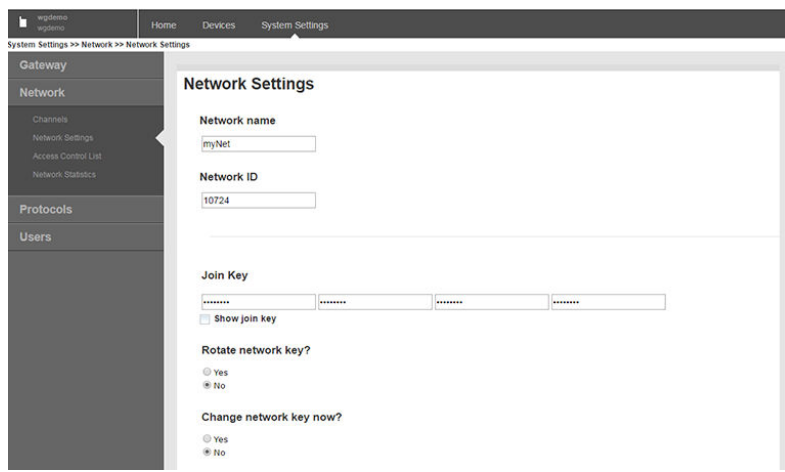 wgdemo
wgdemo
Home Devices System Settings
System Settings >> Network >> Network Settings
Gateway
Network
Channels
Network Settings
Access Control List
Network Statistics
Protocols
Users
Network Settings
Network name
myNet
Network ID
10724
Join Key
•••••••• •••••••• •••••••• ••••••••
Show join key
Rotate network key?
Yes
No
Change network key now?
Yes
No